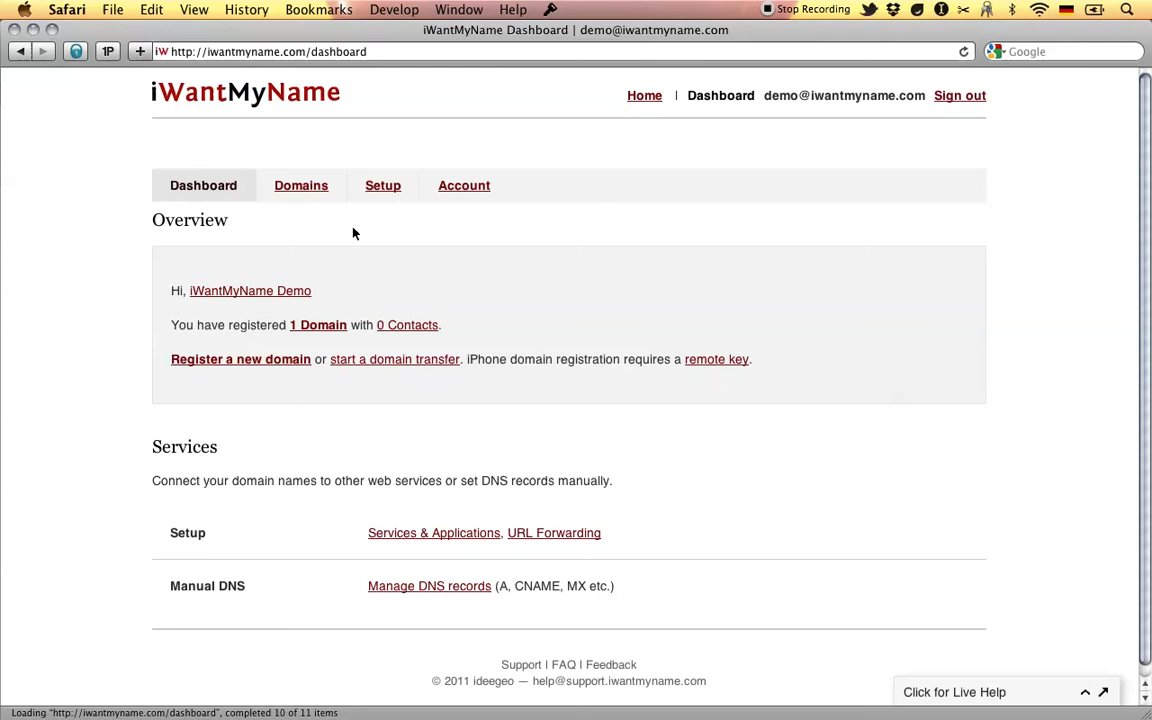 Safari File Edit View History Bookmarks Develop Window Help Stop Recording
iWantMyName Dashboard | demo@iwantmyname.com
1P + iW http://iwantmyname.com/dashboard Google
iWantMyName Home | Dashboard demo@iwantmyname.com Sign out
Dashboard Domains Setup Account
Overview
Hi, iWantMyName Demo
You have registered 1 Domain with 0 Contacts.
Register a new domain or start a domain transfer. iPhone domain registration requires a remote key.
Services
Connect your domain names to other web services or set DNS records manually.
Setup Services & Applications, URL Forwarding
Manual DNS Manage DNS records (A, CNAME, MX etc.)
Support | FAQ | Feedback
© 2011 ideegeo — help@support.iwantmyname.com
Click for Live Help
Loading "http://iwantmyname.com/dashboard", completed 10 of 11 items